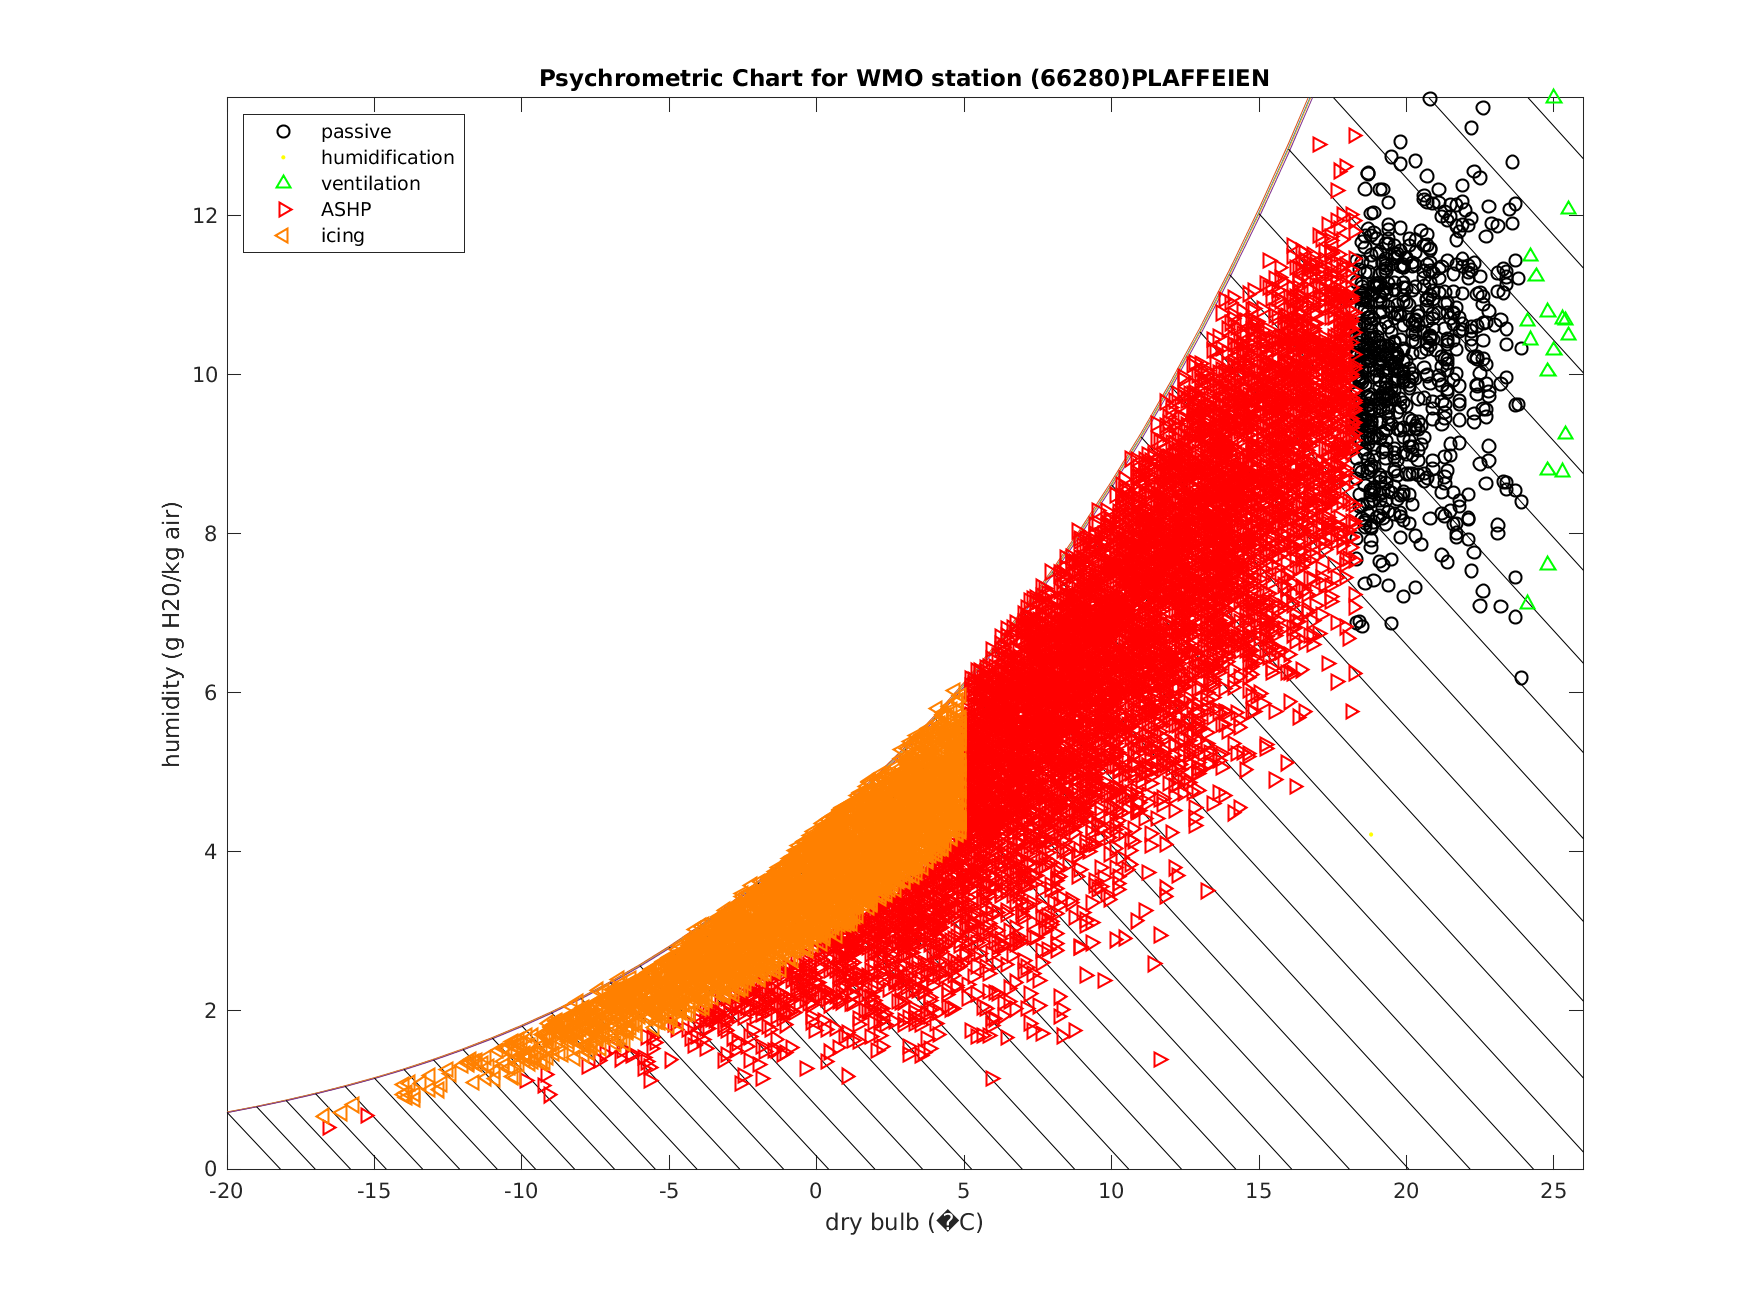 Psychrometric Chart for WMO station (66280)PLAFFEIEN
passive
humidification
ventilation
ASHP
icing
humidity (g H20/kg air)
12
10
8
6
4
2
0
-20 -15 -10 -5 0 5 10 15 20 25
dry bulb (�C)